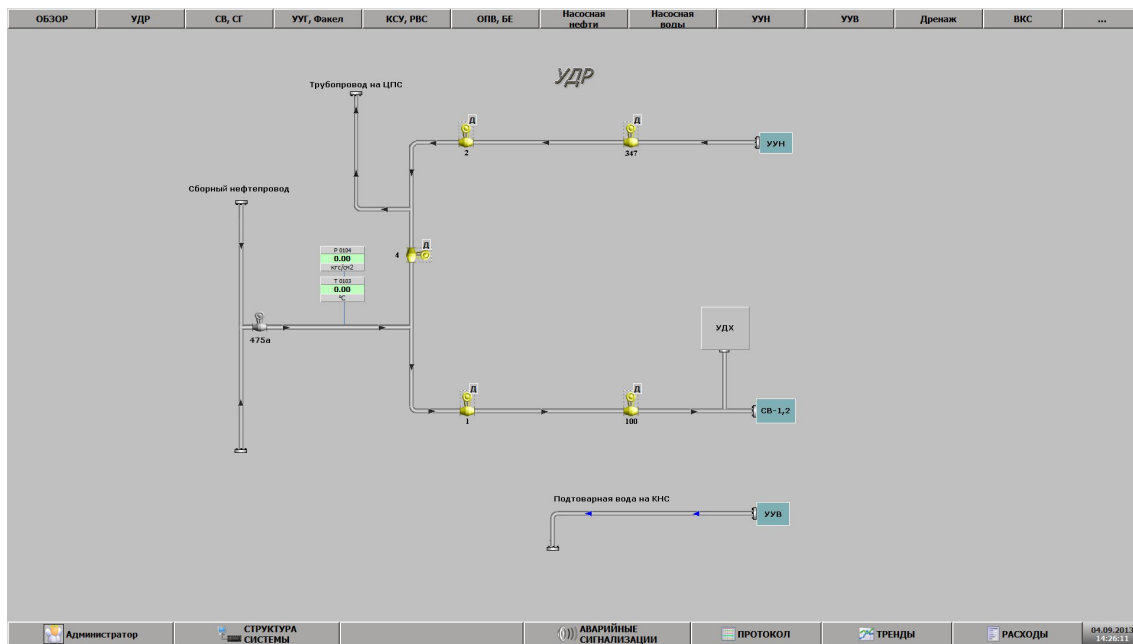 ОБЗОР
УДР
СВ, СГ
УУГ, Факел
КСУ, РВС
ОПВ, БЕ
Насосная
нефти
Насосная
воды
УУН
УУВ
Дренаж
ВКС
...
УДР
Трубопровод на ЦПС
Д
2
Д
347
УУН
Сборный нефтепровод
4
Д
P 0104
0.00
кгс/см2
T 0103
0.00
°C
475а
УДХ
Д
1
Д
100
СВ-1,2
Подтоварная вода на КНС
УУВ
Администратор
СТРУКТУРА
СИСТЕМЫ
АВАРИЙНЫЕ
СИГНАЛИЗАЦИИ
ПРОТОКОЛ
ТРЕНДЫ
РАСХОДЫ
04.09.2013
14:26:11